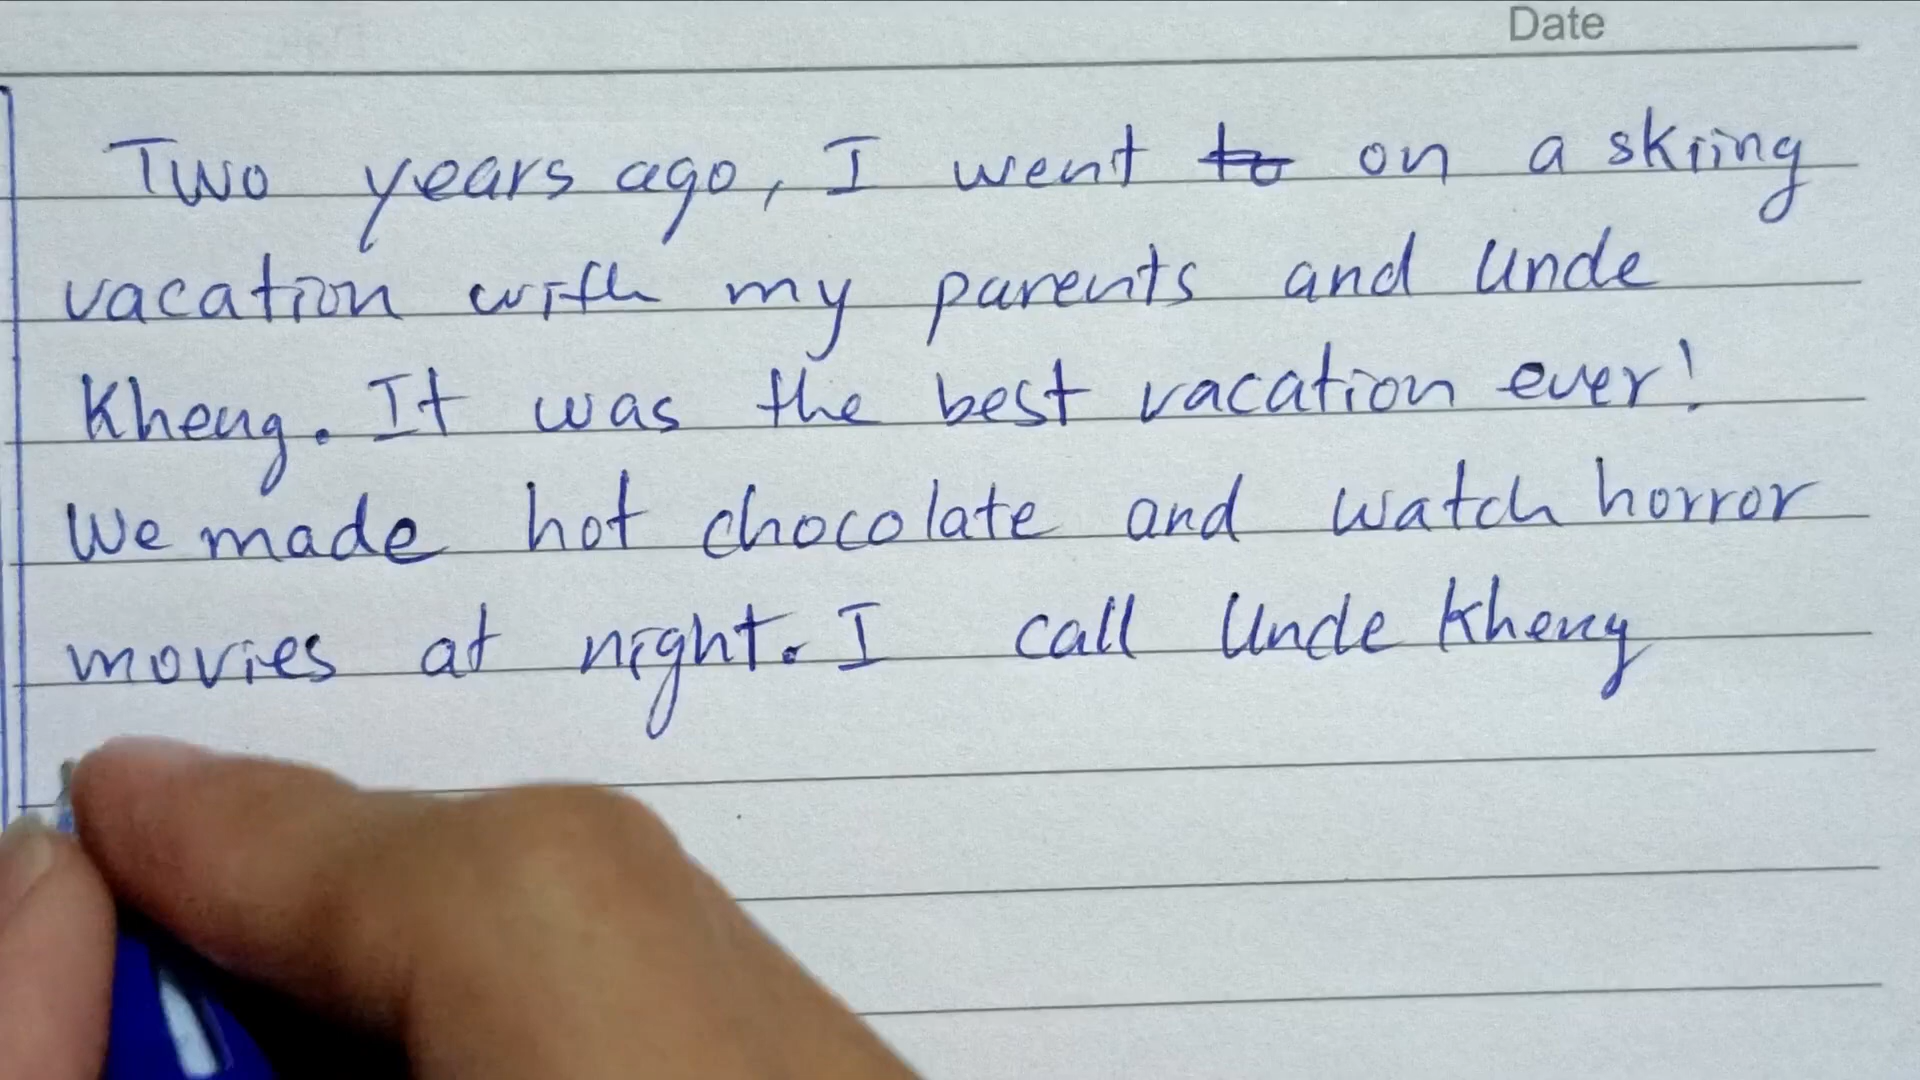 Date
Two years ago, I went to on a skiing
vacation with my parents and Uncle
Kheng. It was the best vacation ever!
We made hot chocolate and watch horror
movies at night. I call Uncle Kheng